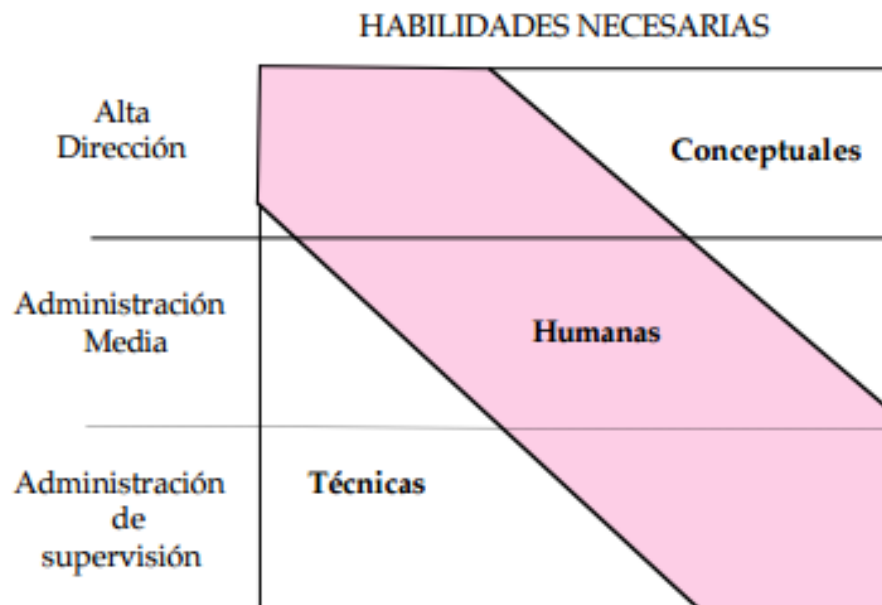 HABILIDADES NECESARIAS
Alta
Dirección
Conceptuales
Administración
Media
Humanas
Administración
de
supervisión
Técnicas